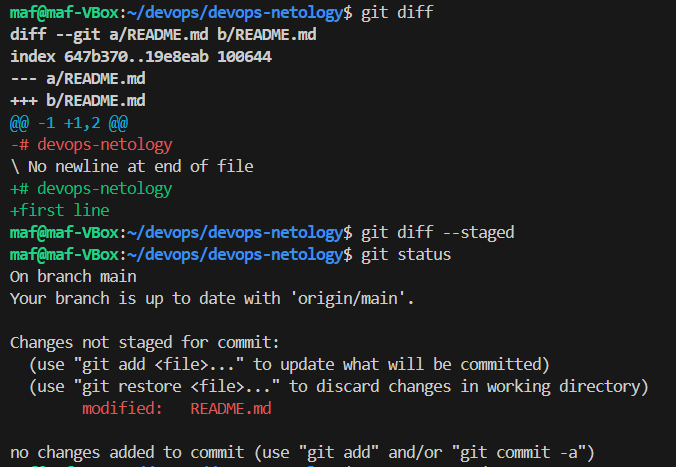 maf@maf-VBox:~/devops/devops-netology$ git diff
diff --git a/README.md b/README.md
index 647b370..19e8eab 100644
--- a/README.md
+++ b/README.md
@@ -1 +1,2 @@
-# devops-netology
\ No newline at end of file
+# devops-netology
+first line
maf@maf-VBox:~/devops/devops-netology$ git diff --staged
maf@maf-VBox:~/devops/devops-netology$ git status
On branch main
Your branch is up to date with 'origin/main'.

Changes not staged for commit:
  (use "git add <file>..." to update what will be committed)
  (use "git restore <file>..." to discard changes in working directory)
        modified:   README.md

no changes added to commit (use "git add" and/or "git commit -a")